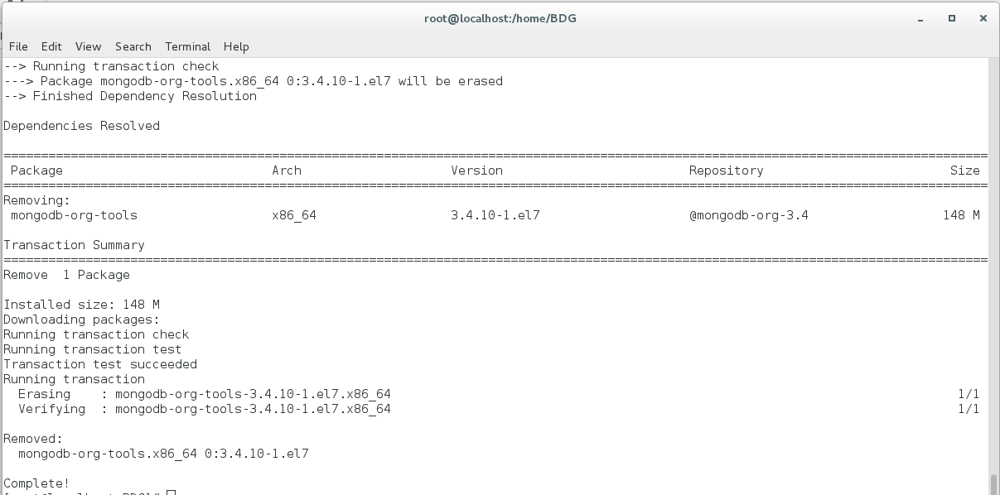 root@localhost:/home/BDG
File Edit View Search Terminal Help
--> Running transaction check
---> Package mongodb-org-tools.x86_64 0:3.4.10-1.el7 will be erased
--> Finished Dependency Resolution
Dependencies Resolved
================================================================================
Package Arch Version Repository Size
================================================================================
Removing:
mongodb-org-tools x86_64 3.4.10-1.el7 @mongodb-org-3.4 148 M
Transaction Summary
================================================================================
Remove 1 Package
Installed size: 148 M
Downloading packages:
Running transaction check
Running transaction test
Transaction test succeeded
Running transaction
Erasing : mongodb-org-tools-3.4.10-1.el7.x86_64 1/1
Verifying : mongodb-org-tools-3.4.10-1.el7.x86_64 1/1
Removed:
mongodb-org-tools.x86_64 0:3.4.10-1.el7
Complete!